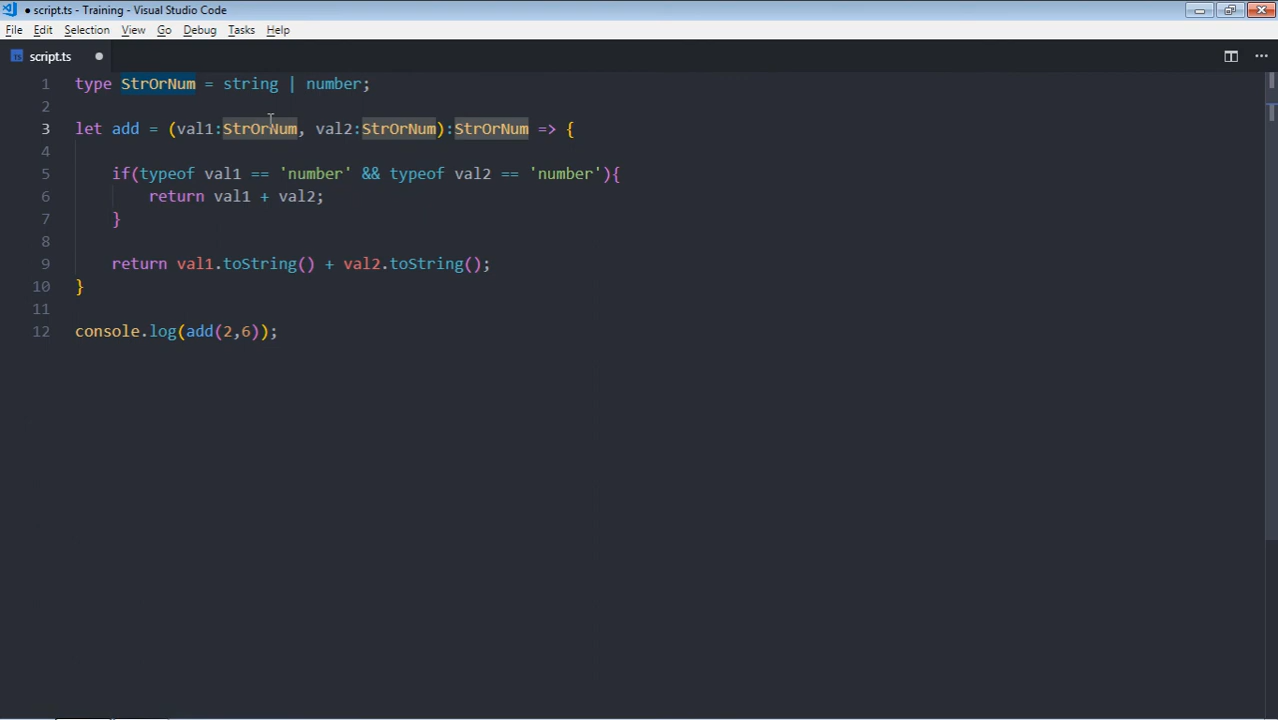 ● script.ts - Training - Visual Studio Code
File Edit Selection View Go Debug Tasks Help
TS script.ts ●
1 type StrOrNum = string | number;
2
3 let add = (val1:StrOrNum, val2:StrOrNum):StrOrNum => {
4
5 if(typeof val1 == 'number' && typeof val2 == 'number'){
6 return val1 + val2;
7 }
8
9 return val1.toString() + val2.toString();
10 }
11
12 console.log(add(2,6));